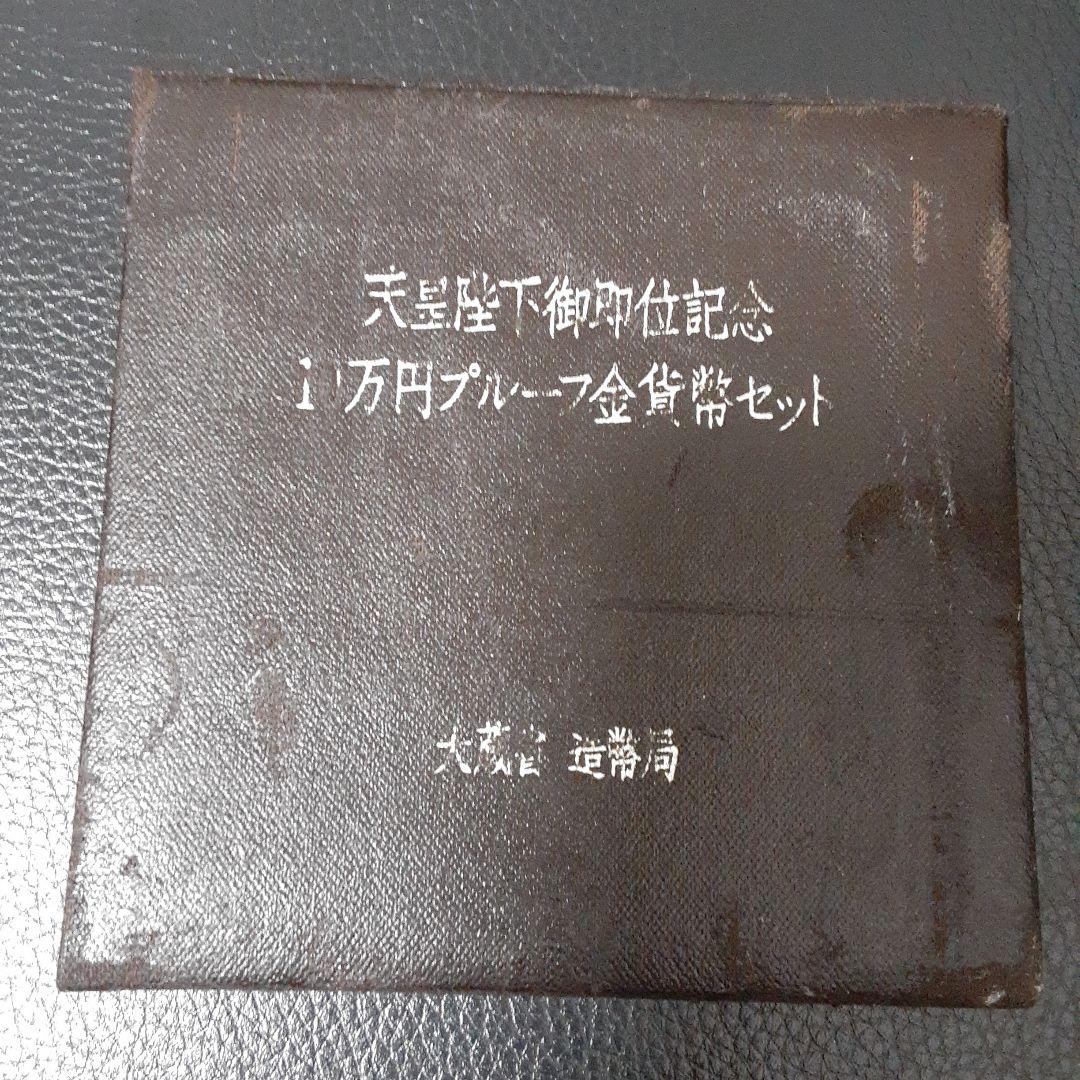 天皇陛下御即位記念
10万円プルーフ金貨幣セット
大蔵省 造幣局